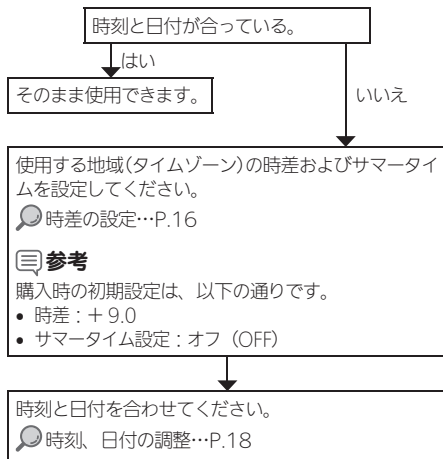 時刻と日付が合っている。
はい
そのまま使用できます。
いいえ
使用する地域(タイムゾーン)の時差およびサマータイ
ムを設定してください。
時差の設定…P.16
参考
購入時の初期設定は、以下の通りです。
• 時差：＋9.0
• サマータイム設定：オフ（OFF）
時刻と日付を合わせてください。
時刻、日付の調整…P.18